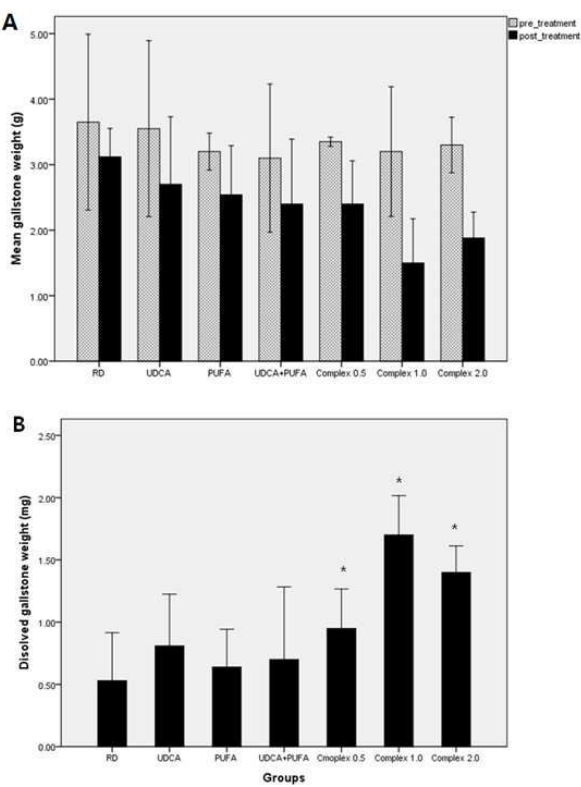 A
pre_treatment
post_treatment
Mean gallstone weight (g)
5.00
4.00
3.00
2.00
1.00
0.00
RD UDCA PUFA UDCA+PUFA Complex 0.5 Complex 1.0 Complex 2.0
B
Disolved gallstone weight (mg)
2.50
2.00
1.50
1.00
0.50
0.00
*
*
*
RD UDCA PUFA UDCA+PUFA Cmoplex 0.5 Complex 1.0 Complex 2.0
Groups